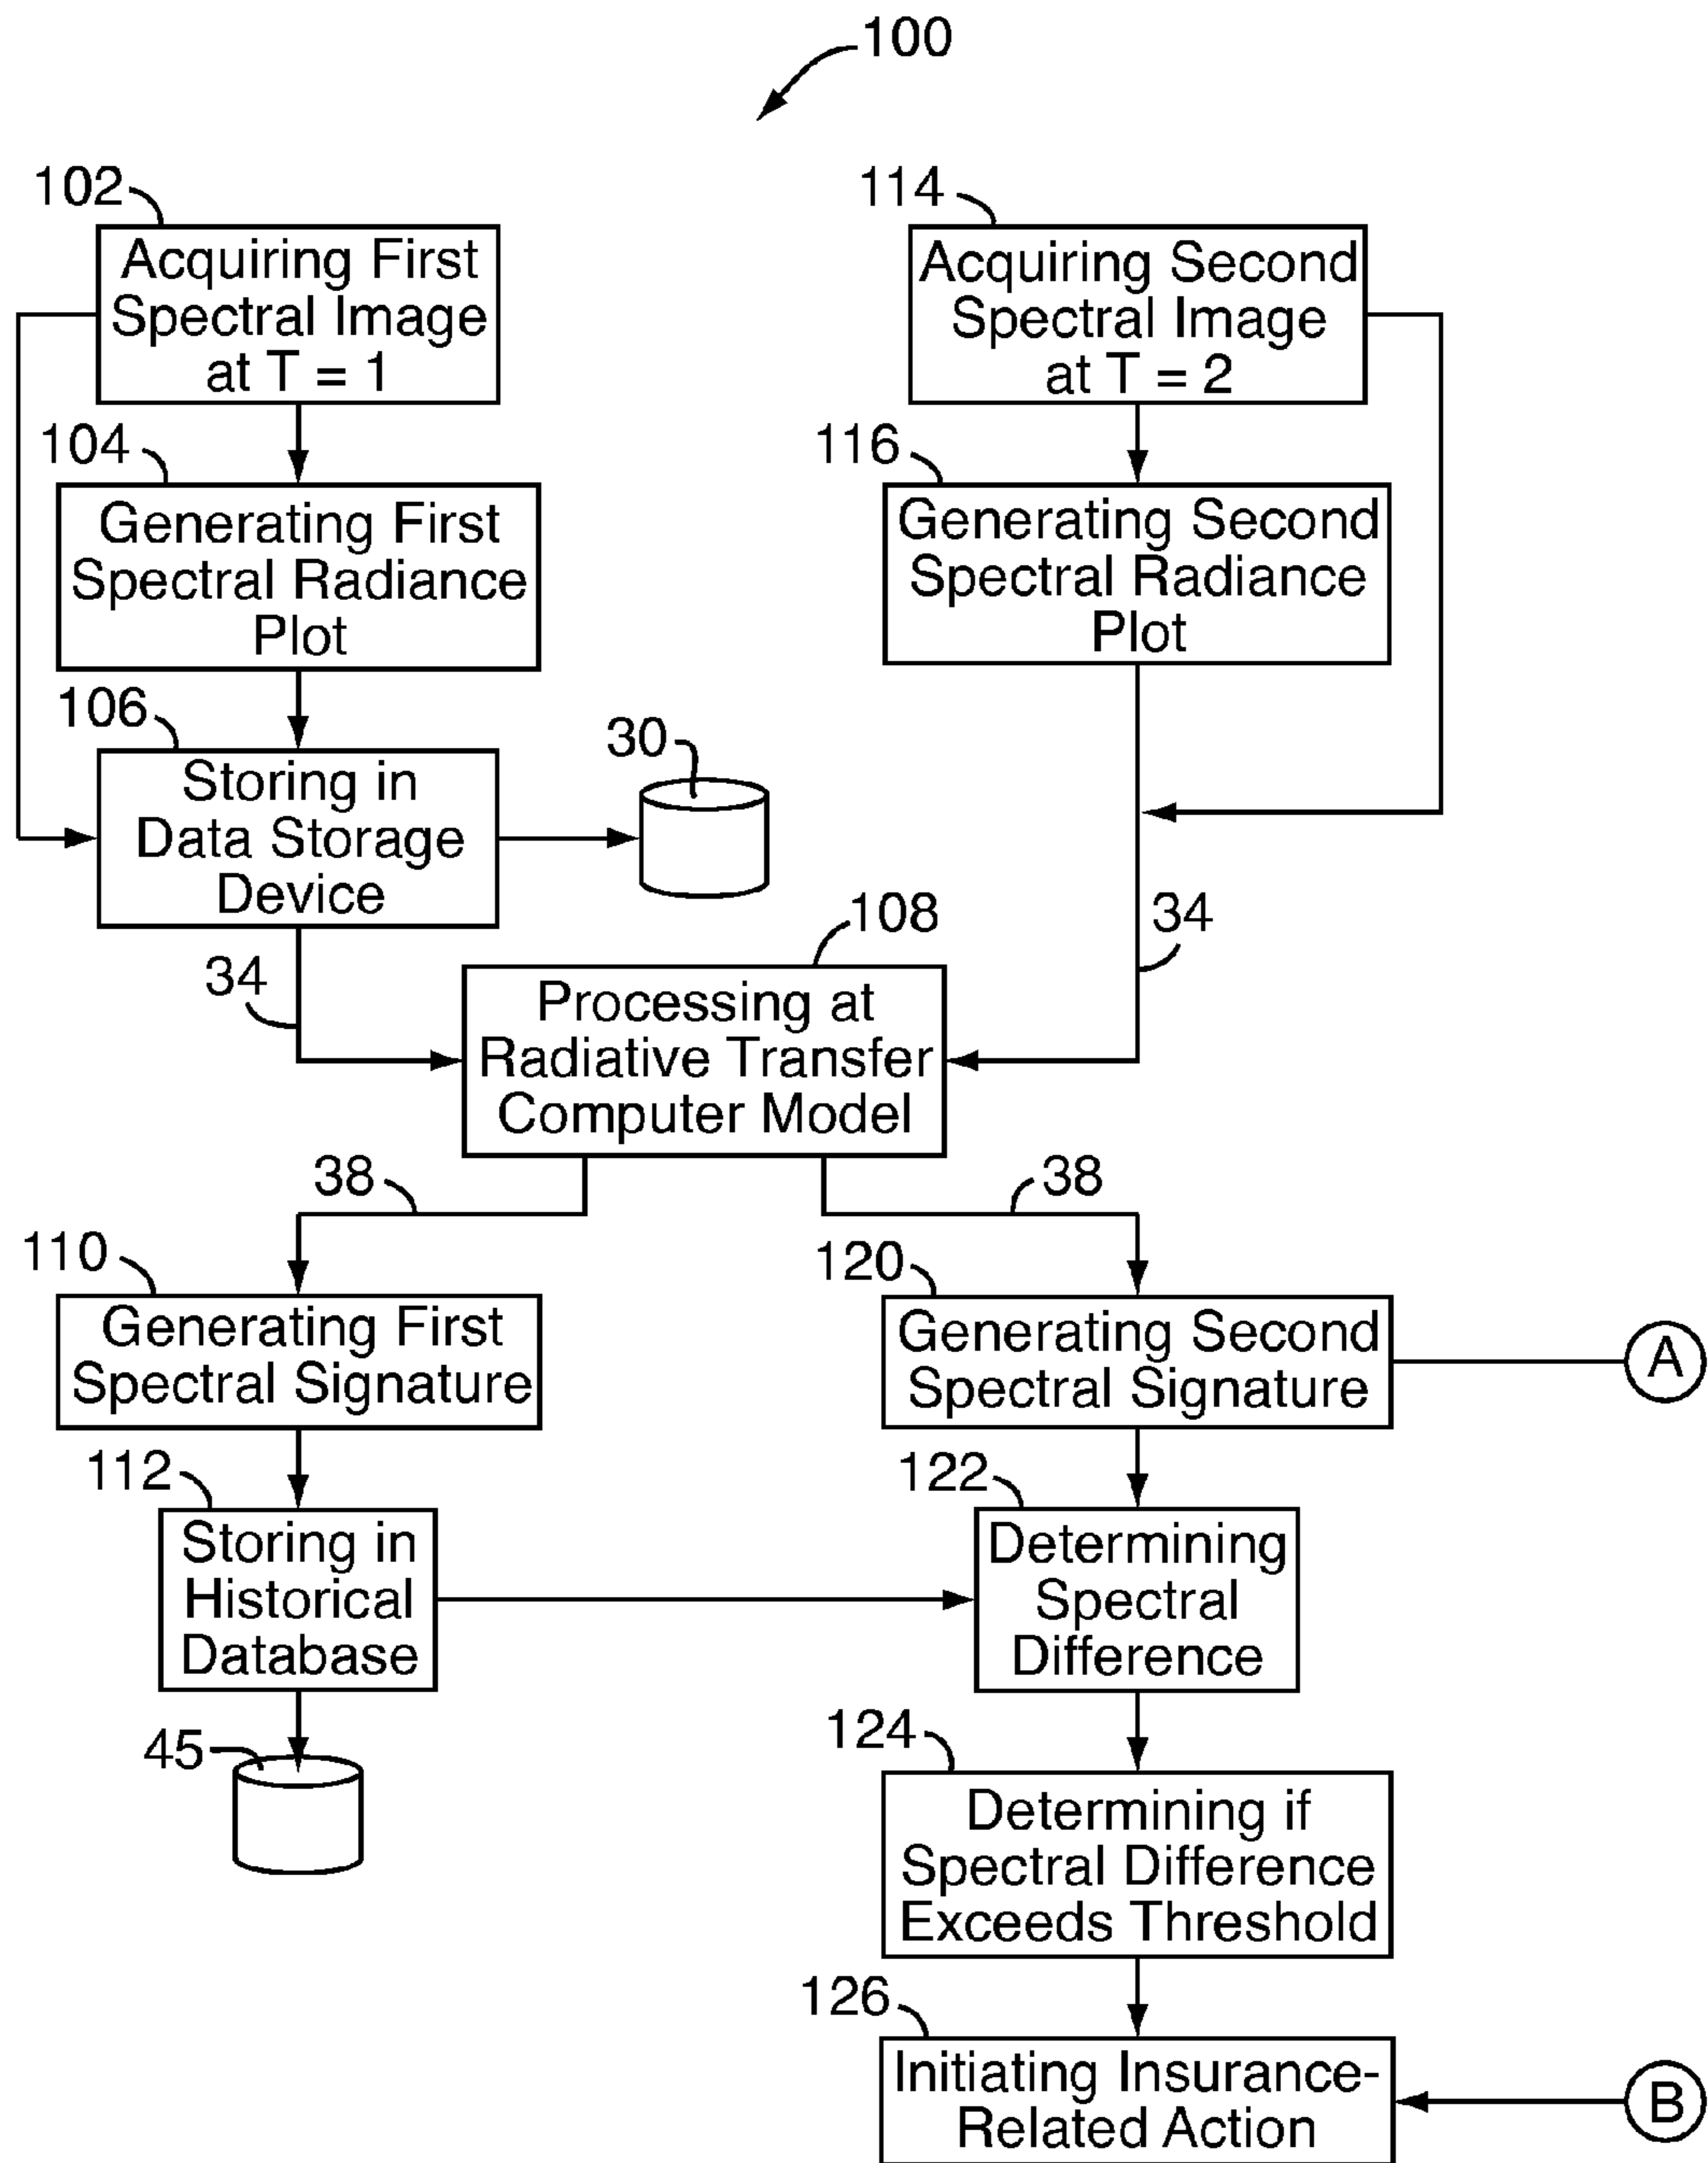 100
102
Acquiring First
Spectral Image
at T = 1
114
Acquiring Second
Spectral Image
at T = 2
104
Generating First
Spectral Radiance
Plot
116
Generating Second
Spectral Radiance
Plot
106
Storing in
Data Storage
Device
30
34
34
108
Processing at
Radiative Transfer
Computer Model
38
38
110
Generating First
Spectral Signature
120
Generating Second
Spectral Signature
A
112
Storing in
Historical
Database
122
Determining
Spectral
Difference
45
124
Determining if
Spectral Difference
Exceeds Threshold
126
Initiating Insurance-
Related Action
B